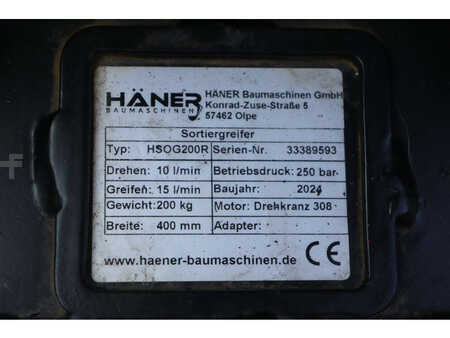 HÄNER
BAUMASCHINEN
HÄNER Baumaschinen GmbH
Konrad-Zuse-Straße 5
57462 Olpe
Sortiergreifer
Typ: HSOG200R Serien-Nr. 33389593
Drehen: 10 l/min Betriebsdruck: 250 bar
Greifen: 15 l/min Baujahr: 2024
Gewicht: 200 kg Motor: Drehkranz 308
Breite: 400 mm Adapter:
www.haener-baumaschinen.de CE